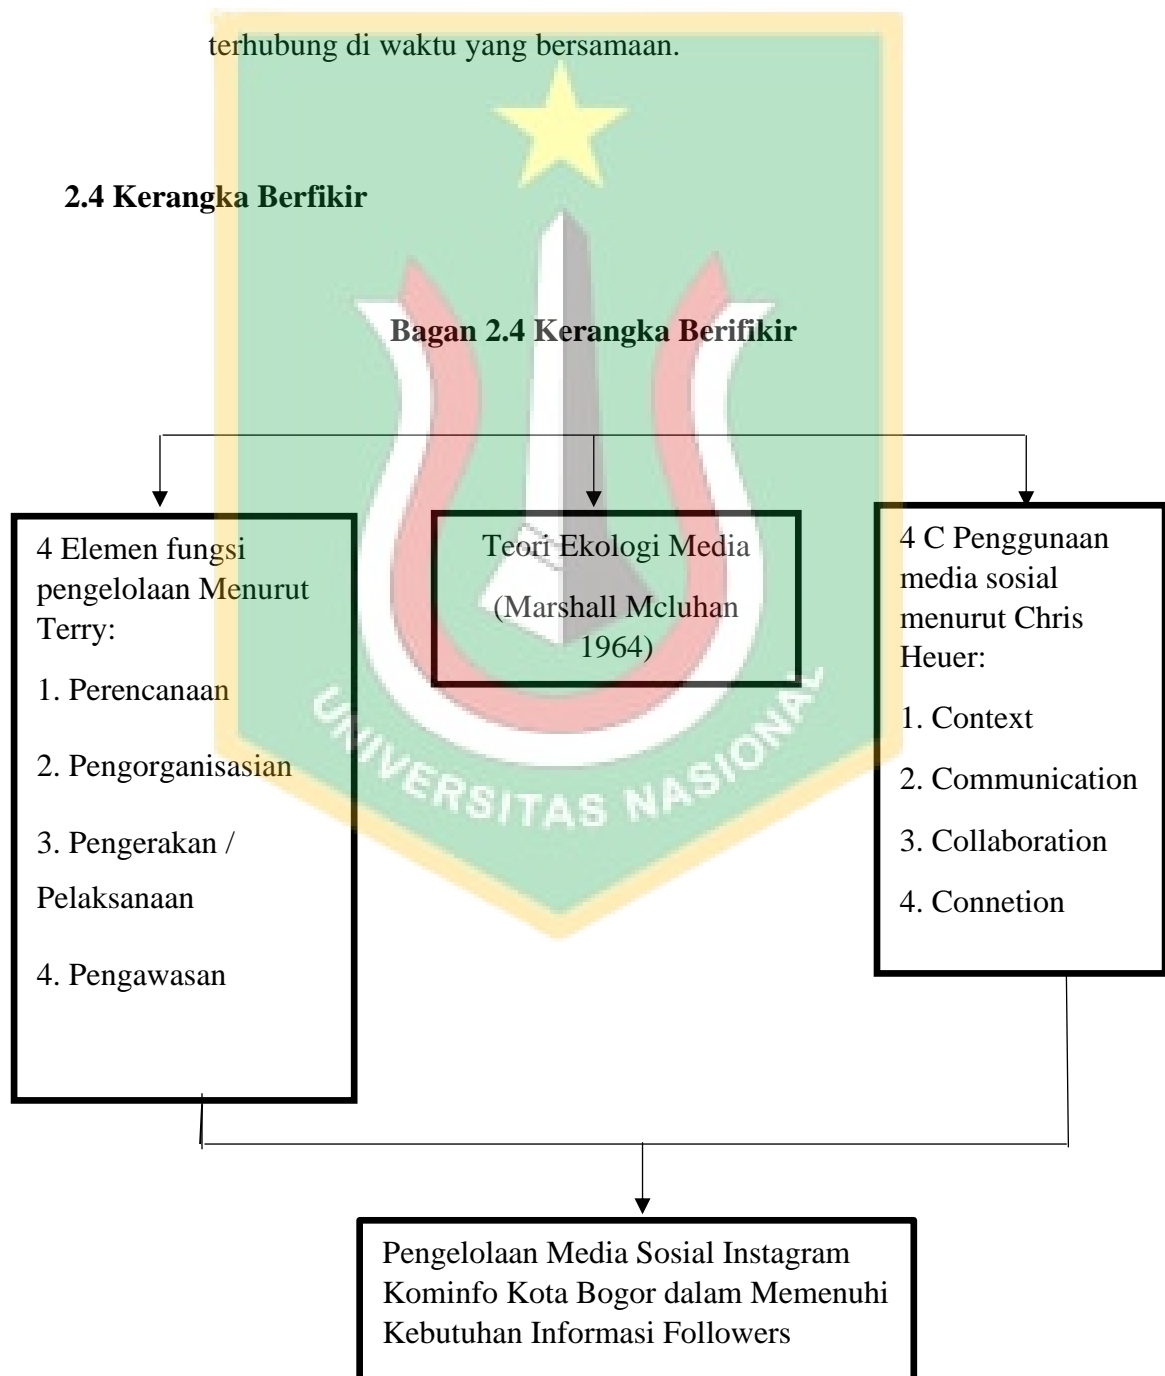 terhubung di waktu yang bersamaan.
2.4 Kerangka Berfikir
Bagan 2.4 Kerangka Berifikir
4 Elemen fungsi
pengelolaan Menurut
Terry:
1. Perencanaan
2. Pengorganisasian
3. Pengerakan /
Pelaksanaan
4. Pengawasan
Teori Ekologi Media
(Marshall Mcluhan
1964)
4 C Penggunaan
media sosial
menurut Chris
Heuer:
1. Context
2. Communication
3. Collaboration
4. Connetion
UNIVERSITAS NASIONAL
Pengelolaan Media Sosial Instagram
Kominfo Kota Bogor dalam Memenuhi
Kebutuhan Informasi Followers